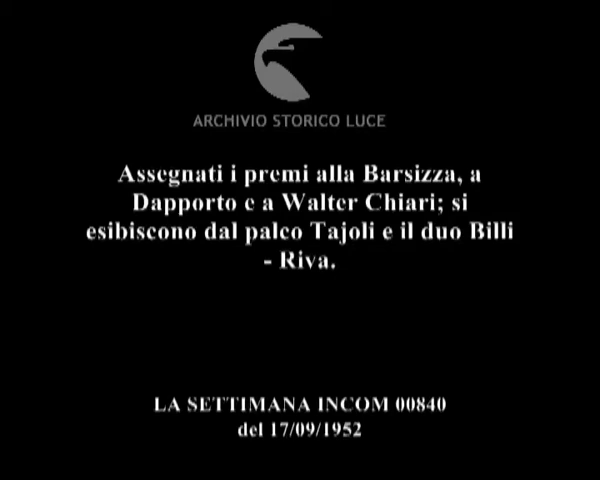 ARCHIVIO STORICO LUCE
Assegnati i premi alla Barsizza, a
Dapporto e a Walter Chiari; si
esibiscono dal palco Tajoli e il duo Billi
- Riva.
LA SETTIMANA INCOM 00840
del 17/09/1952